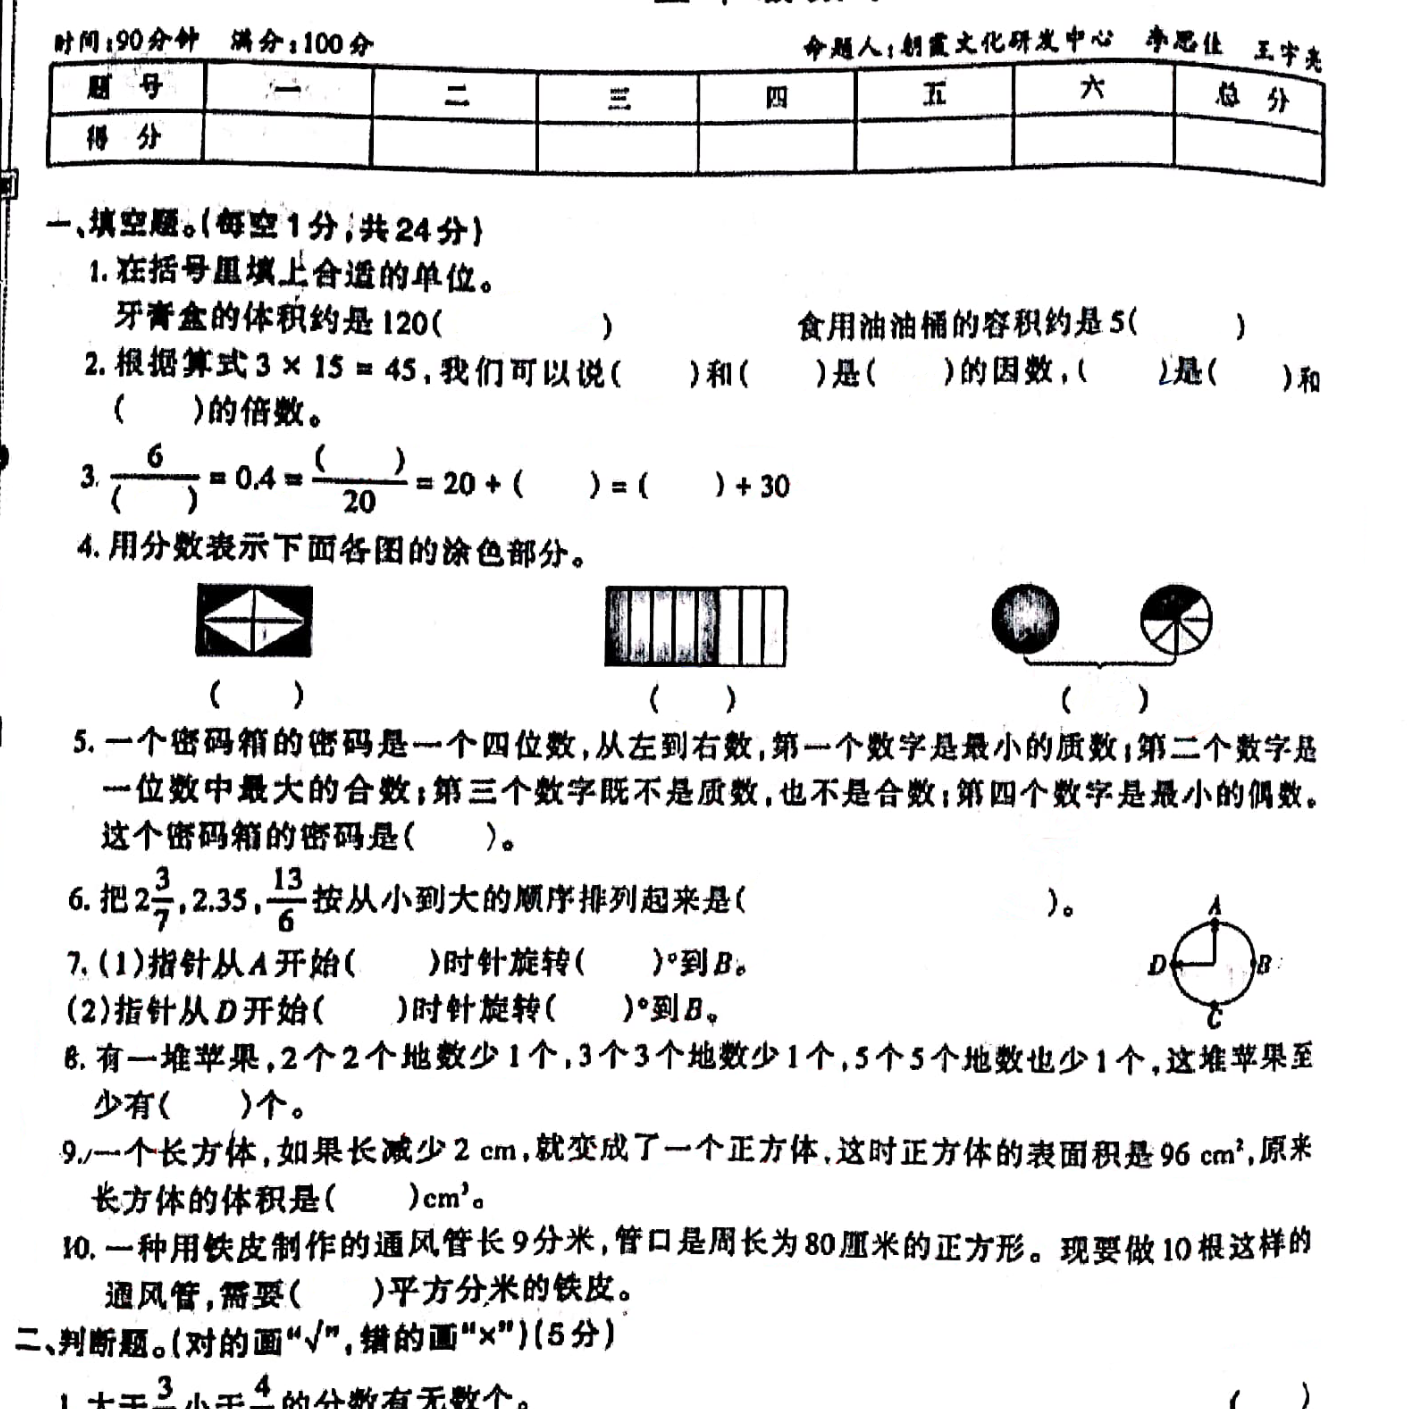 时间:90分钟 满分:100分 命题人:朝霞文化研发中心 李思佳 王宇亮
题 号 一 二 三 四 五 六 总 分
得 分
一、填空题。(每空1分,共24分)
1. 在括号里填上合适的单位。
牙膏盒的体积约是120( ) 食用油油桶的容积约是5( )
2. 根据算式3×15=45,我们可以说( )和( )是( )的因数,( )是( )和
( )的倍数。
3. 6/( ) = 0.4 = ( )/20 = 20÷( ) = ( )÷30
4. 用分数表示下面各图的涂色部分。
( ) ( ) ( )
5. 一个密码箱的密码是一个四位数,从左到右数,第一个数字是最小的质数;第二个数字是
一位数中最大的合数;第三个数字既不是质数,也不是合数;第四个数字是最小的偶数。
这个密码箱的密码是( )。
6. 把2 3/7,2.35,13/6按从小到大的顺序排列起来是( )。
7. (1)指针从A开始( )时针旋转( )°到B。
(2)指针从D开始( )时针旋转( )°到B。
A
D B
C
8. 有一堆苹果,2个2个地数少1个,3个3个地数少1个,5个5个地数也少1个,这堆苹果至
少有( )个。
9. 一个长方体,如果长减少2 cm,就变成了一个正方体,这时正方体的表面积是96 cm²,原来
长方体的体积是( )cm³。
10. 一种用铁皮制作的通风管长9分米,管口是周长为80厘米的正方形。现要做10根这样的
通风管,需要( )平方分米的铁皮。
二、判断题。(对的画“√”,错的画“×”)(5分)
1. 大于3/ 小于4/ 的分数有无数个。 ( )